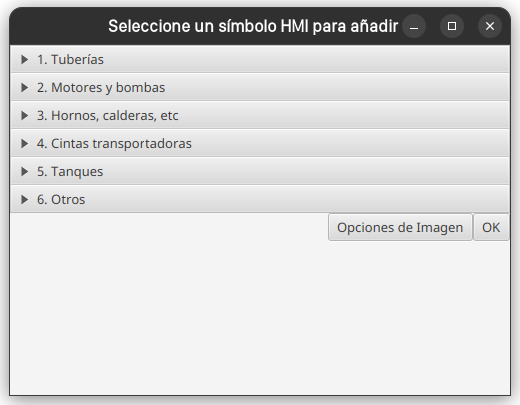 Seleccione un símbolo HMI para añadir
1. Tuberías
2. Motores y bombas
3. Hornos, calderas, etc
4. Cintas transportadoras
5. Tanques
6. Otros
Opciones de Imagen OK